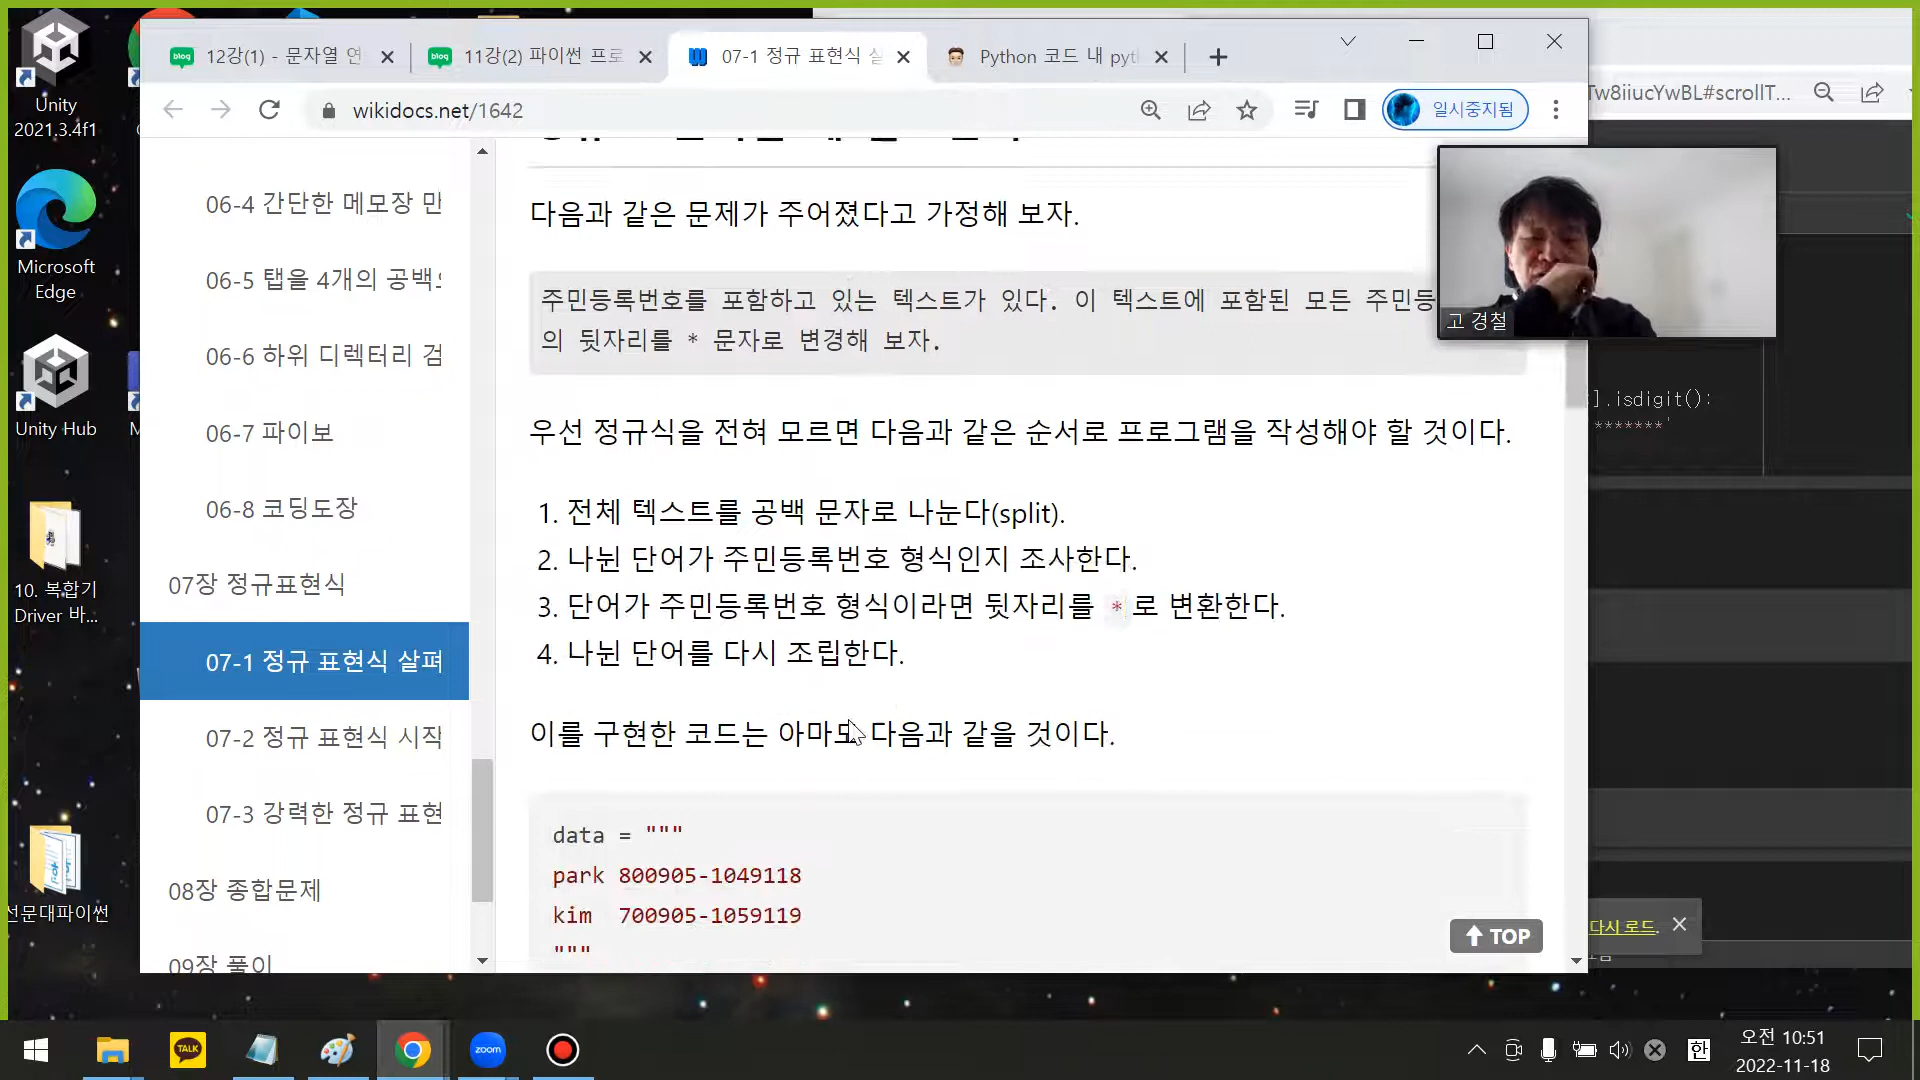 12강(1) - 문자열 연
11강(2) 파이썬 프로
07-1 정규 표현식 살
Python 코드 내 pyt
wikidocs.net/1642
일시중지됨
Tw8iiucYwBL#scrollT...
Unity
2021.3.4f1
Microsoft
Edge
Unity Hub
10. 복합기
Driver 바...
선문대파이썬
06-4 간단한 메모장 만
06-5 탭을 4개의 공백으
06-6 하위 디렉터리 검
06-7 파이보
06-8 코딩도장
07장 정규표현식
07-1 정규 표현식 살펴
07-2 정규 표현식 시작
07-3 강력한 정규 표현
08장 종합문제
09장 풀이
다음과 같은 문제가 주어졌다고 가정해 보자.
주민등록번호를 포함하고 있는 텍스트가 있다. 이 텍스트에 포함된 모든 주민등
의 뒷자리를 * 문자로 변경해 보자.
우선 정규식을 전혀 모르면 다음과 같은 순서로 프로그램을 작성해야 할 것이다.
1. 전체 텍스트를 공백 문자로 나눈다(split).
2. 나뉜 단어가 주민등록번호 형식인지 조사한다.
3. 단어가 주민등록번호 형식이라면 뒷자리를 * 로 변환한다.
4. 나뉜 단어를 다시 조립한다.
이를 구현한 코드는 아마도 다음과 같을 것이다.
data = """
park 800905-1049118
kim 700905-1059119
"""
TOP
고 경철
].isdigit():
*******'
다시 로드.
TALK
zoom
한
오전 10:51
2022-11-18